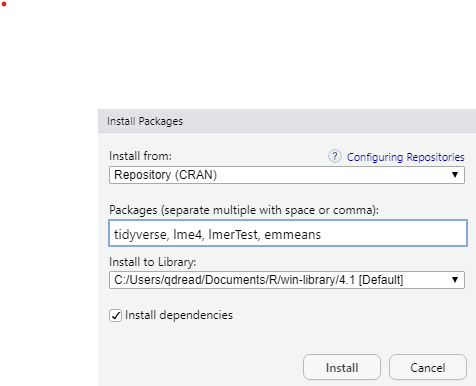 Install Packages
Install from:
? Configuring Repositories
Repository (CRAN)
Packages (separate multiple with space or comma):
tidyverse, lme4, lmerTest, emmeans
Install to Library:
C:/Users/qdread/Documents/R/win-library/4.1 [Default]
Install dependencies
Install
Cancel